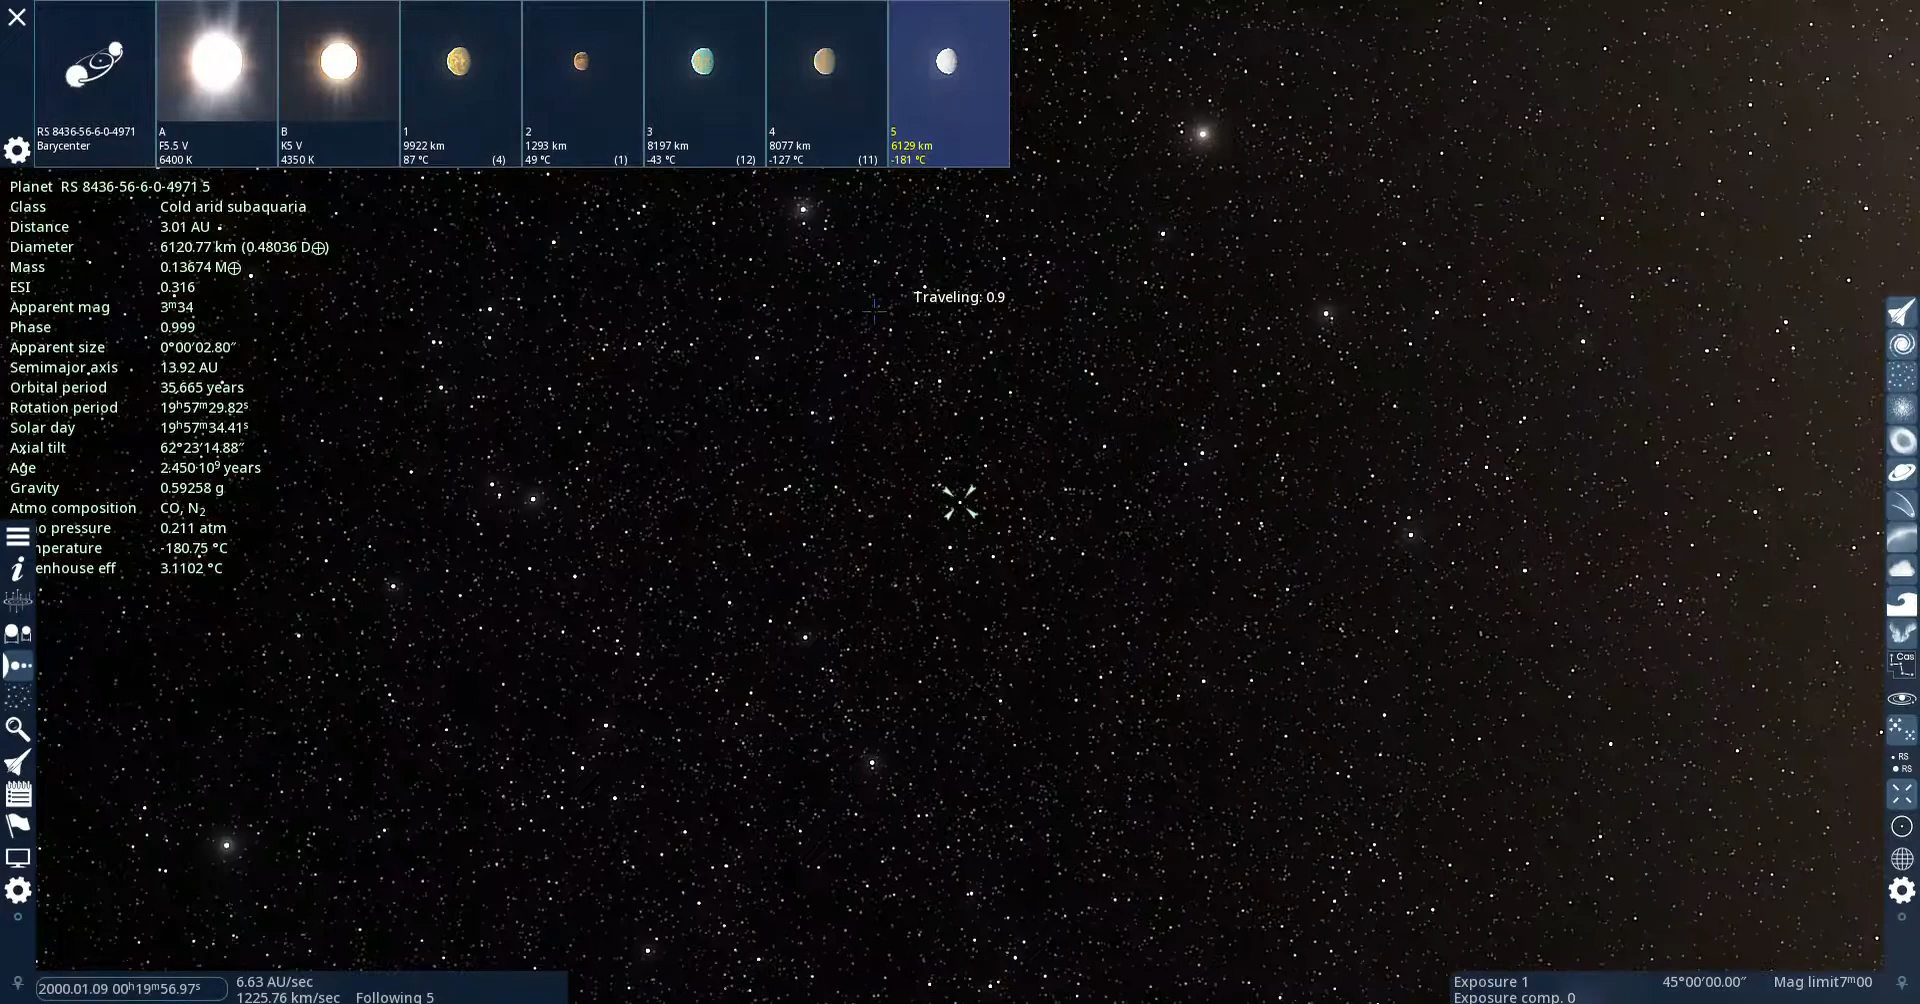 RS 8436-56-6-0-4971
Barycenter
A
F5.5 V
6400 K
B
K5 V
4350 K
1
9922 km
87 °C (4)
2
1293 km
49 °C (1)
3
8197 km
-43 °C (12)
4
8077 km
-127 °C (11)
5
6129 km
-181 °C
Planet RS 8436-56-6-0-4971 5
Class Cold arid subaquaria
Distance 3.01 AU
Diameter 6120.77 km (0.48036 D⊕)
Mass 0.13674 M⊕
ESI 0.316
Apparent mag 3ᵐ34
Phase 0.999
Apparent size 0°00′02.80″
Semimajor axis 13.92 AU
Orbital period 35.665 years
Rotation period 19ʰ57ᵐ29.82ˢ
Solar day 19ʰ57ᵐ34.41ˢ
Axial tilt 62°23′14.88″
Age 2.450·10⁹ years
Gravity 0.59258 g
Atmo composition CO, N₂
o pressure 0.211 atm
mperature -180.75 °C
enhouse eff 3.1102 °C
Traveling: 0.9
Cas
RS
RS
2000.01.09 00ʰ19ᵐ56.97ˢ
6.63 AU/sec
1225.76 km/sec Following 5
Exposure 1 45°00′00.00″ Mag limit 7ᵐ00
Exposure comp. 0